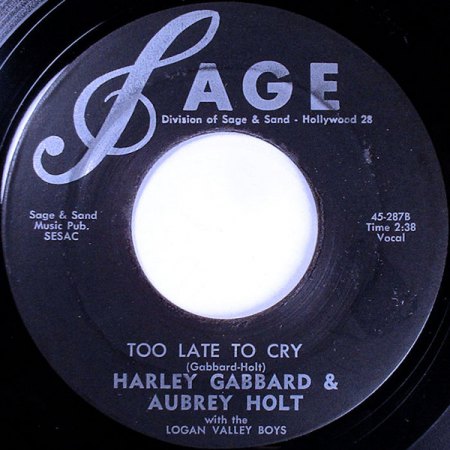 SAGE
Division of Sage & Sand - Hollywood 28
Sage & Sand
Music Pub.
SESAC
45-287B
Time 2:38
Vocal
TOO LATE TO CRY
(Gabbard-Holt)
HARLEY GABBARD &
AUBREY HOLT
with the
LOGAN VALLEY BOYS